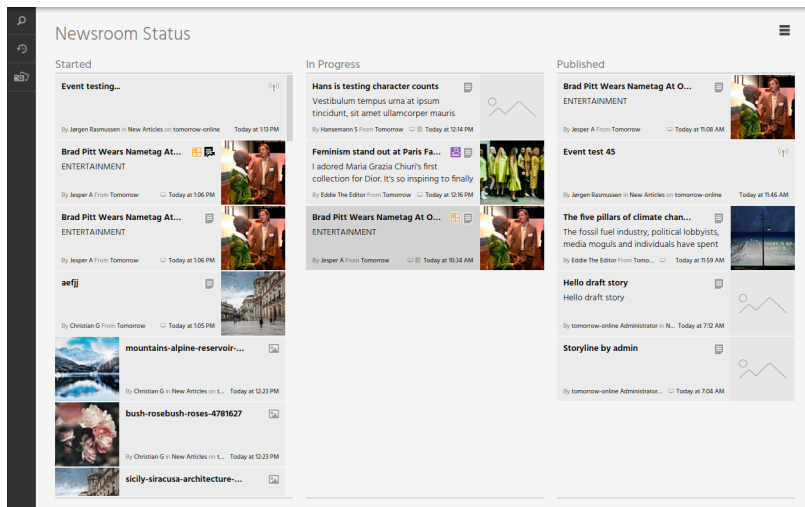 Newsroom Status
Started
Event testing...
By Jørgen Rasmussen in New Articles on tomorrow-online Today at 1:13 PM
Brad Pitt Wears Nametag At...
ENTERTAINMENT
By Jesper A From Tomorrow Today at 1:06 PM
Brad Pitt Wears Nametag At...
ENTERTAINMENT
By Jesper A From Tomorrow Today at 1:06 PM
aefjj
By Christian G From Tomorrow Today at 1:05 PM
mountains-alpine-reservoir-...
By Christian G in New Articles on t... Today at 12:23 PM
bush-rosebush-roses-4781627
By Christian G in New Articles on t... Today at 12:23 PM
sicily-siracusa-architecture-...
In Progress
Hans is testing character counts
Vestibulum tempus urna at ipsum
tincidunt, sit amet ullamcorper mauris
By Hansemann S From Tomorrow Today at 12:14 PM
Feminism stand out at Paris Fa...
I adored Maria Grazia Chiuri's first
collection for Dior. It's so inspiring to finally
By Eddie The Editor From Tomorrow Today at 12:16 PM
Brad Pitt Wears Nametag At O...
ENTERTAINMENT
By Jesper A From Tomorrow Today at 10:34 AM
Published
Brad Pitt Wears Nametag At O...
ENTERTAINMENT
By Jesper A From Tomorrow Today at 11:08 AM
Event test 45
By Jørgen Rasmussen in New Articles on tomorrow-online Today at 11:46 AM
The five pillars of climate chan...
The fossil fuel industry, political lobbyists,
media moguls and individuals have spent
By Eddie The Editor From Tomo... Today at 11:59 AM
THERE IS NO
PLANET B
Hello draft story
Hello draft story
By tomorrow-online Administrator in N... Today at 7:12 AM
Storyline by admin
By tomorrow-online Administrator... Today at 7:04 AM